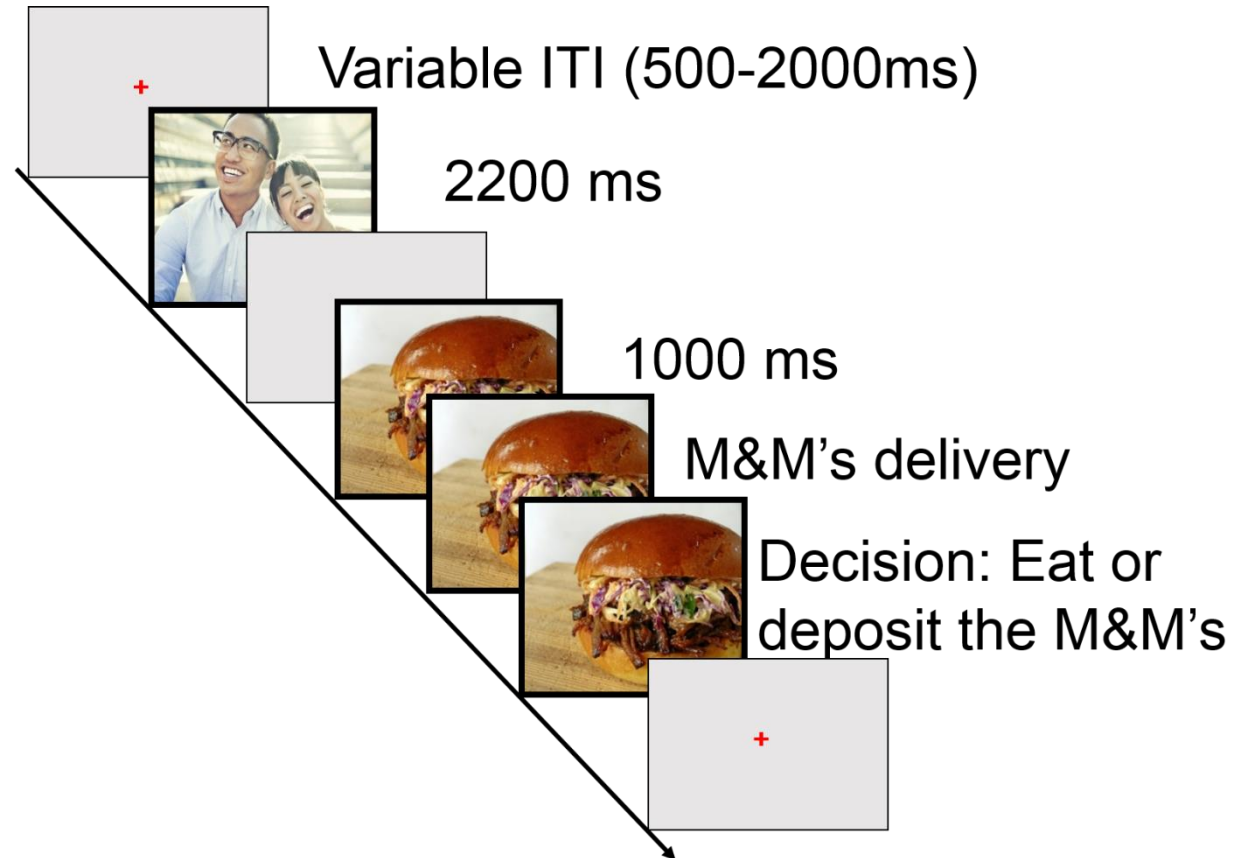 Variable ITI (500-2000ms)
2200 ms
1000 ms
M&M’s delivery
Decision: Eat or
deposit the M&M’s